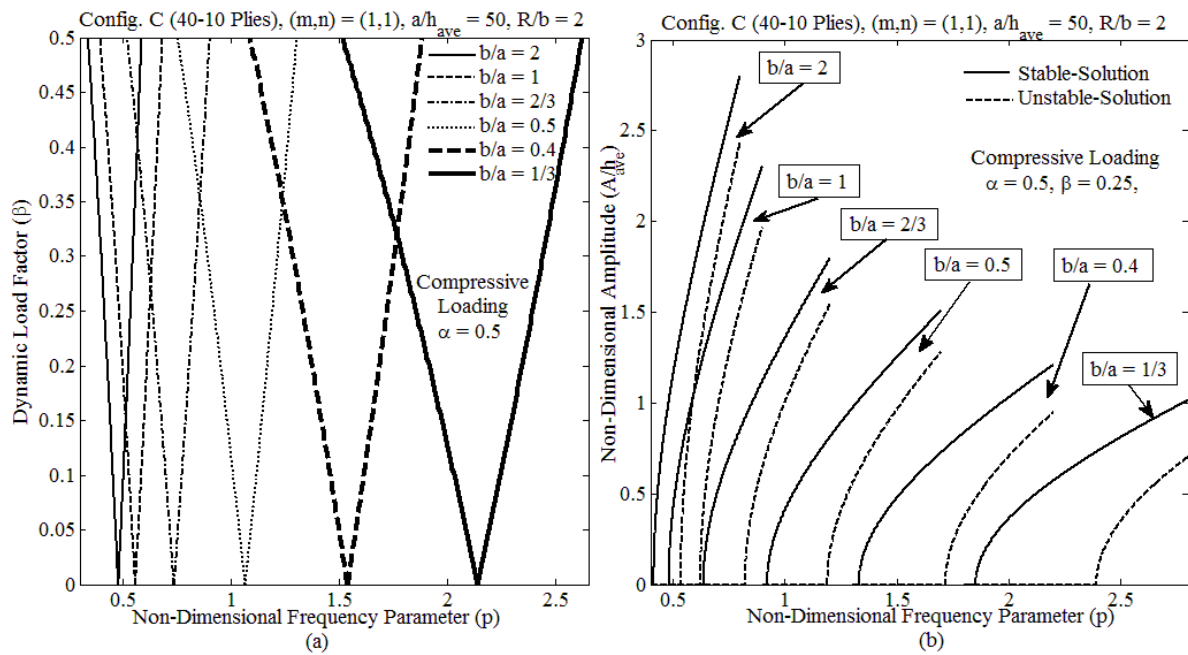 Config. C (40-10 Plies), (m,n) = (1,1), a/h_ave = 50, R/b = 2
0.5
0.45
0.4
0.35
0.3
0.25
0.2
0.15
0.1
0.05
0
Dynamic Load Factor (β)
b/a = 2
b/a = 1
b/a = 2/3
b/a = 0.5
b/a = 0.4
b/a = 1/3
Compressive
Loading
α = 0.5
0.5 1 1.5 2 2.5
Non-Dimensional Frequency Parameter (p)
(a)
Config. C (40-10 Plies), (m,n) = (1,1), a/h_ave = 50, R/b = 2
3
2.5
2
1.5
1
0.5
0
Non-Dimensional Amplitude (A/h_ave)
Stable-Solution
Unstable-Solution
Compressive Loading
α = 0.5, β = 0.25,
b/a = 2
b/a = 1
b/a = 2/3
b/a = 0.5
b/a = 0.4
b/a = 1/3
0.5 1 1.5 2 2.5
Non-Dimensional Frequency Parameter (p)
(b)